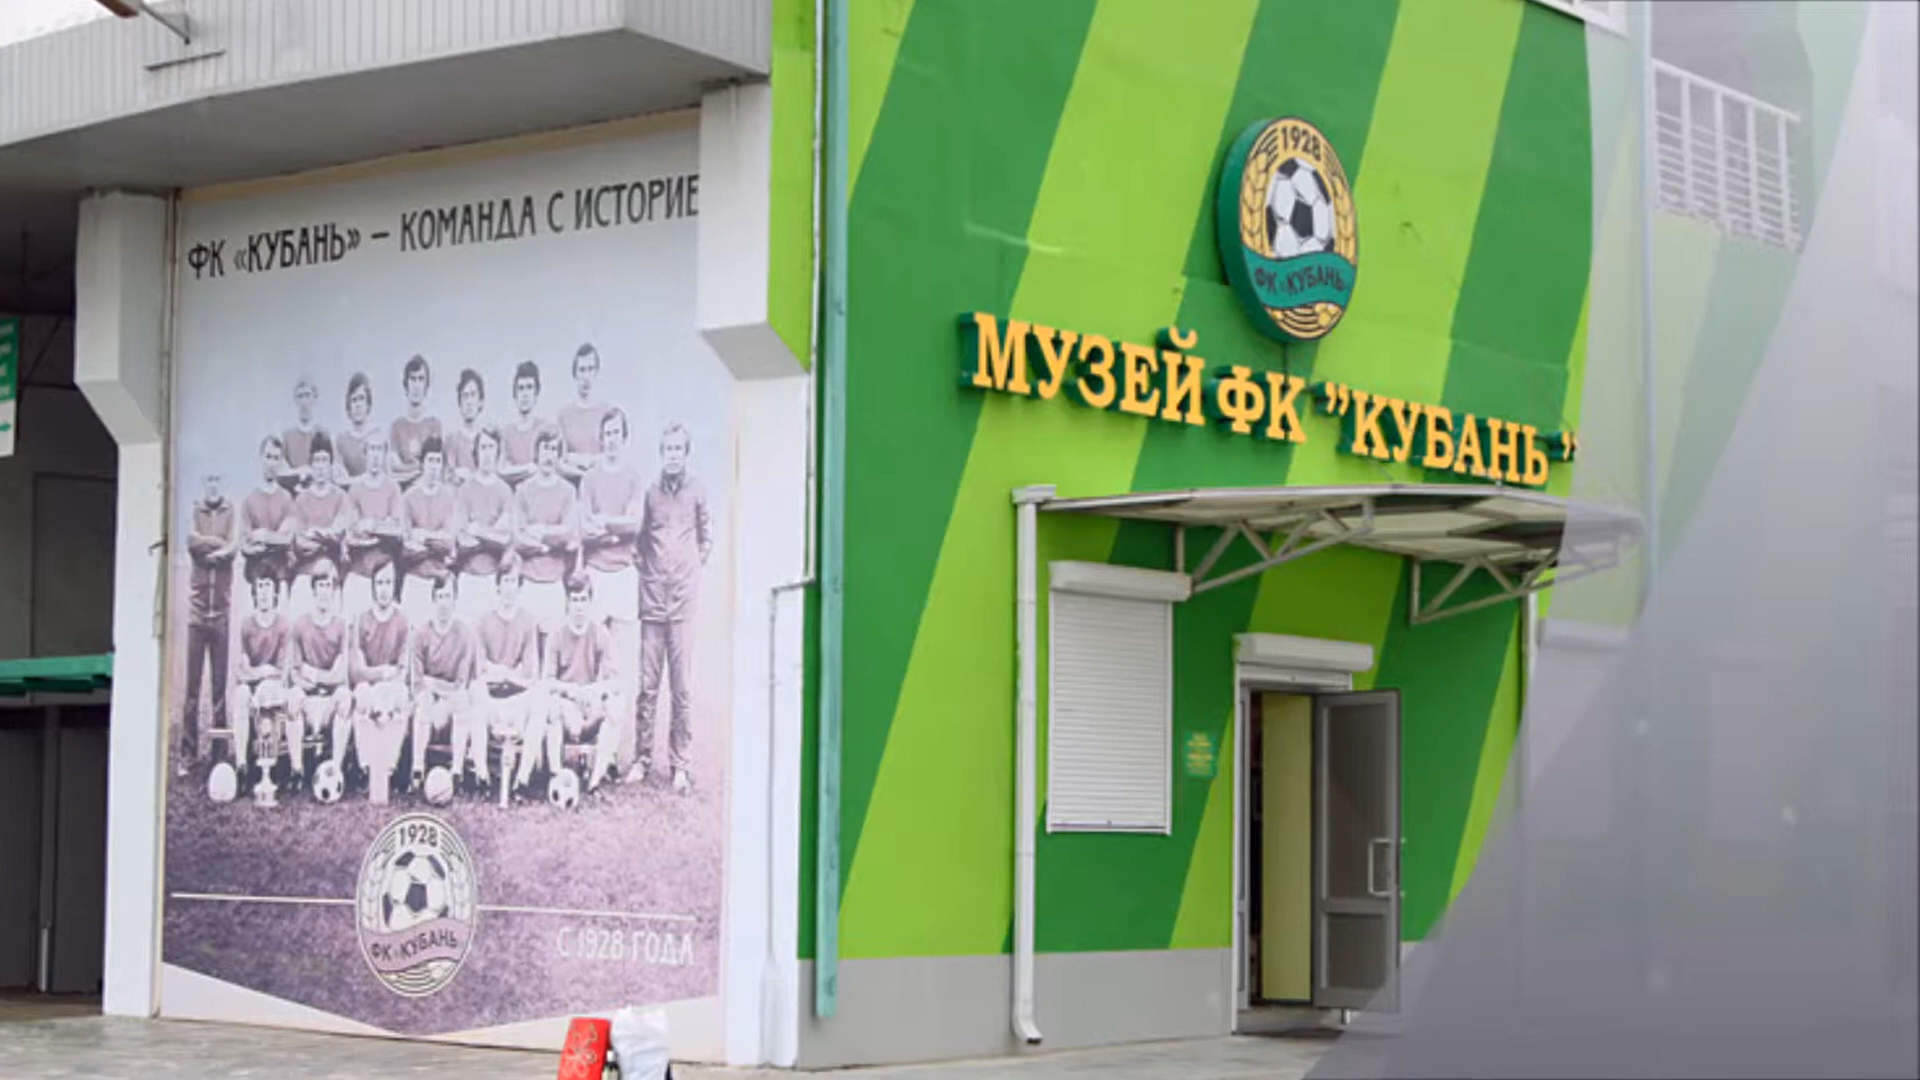 ФК «КУБАНЬ» – КОМАНДА С ИСТОРИЕ
1928
ФК «КУБАНЬ»
С 1928 ГОДА
1928
ФК «КУБАНЬ»
МУЗЕЙ ФК "КУБАНЬ"